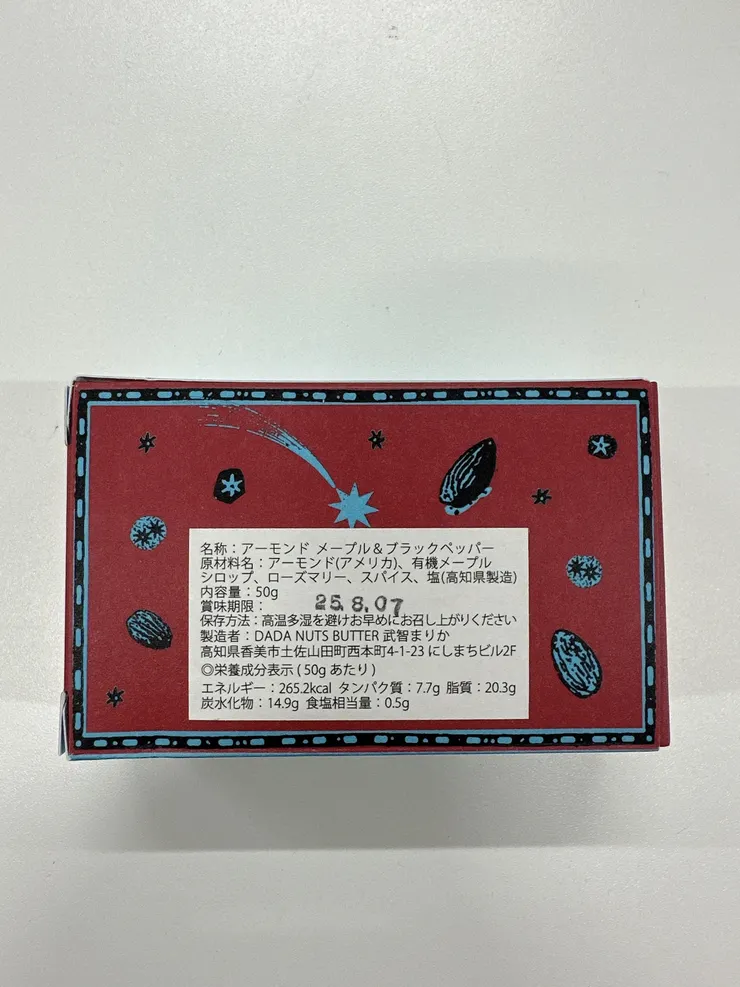 名称：アーモンド メープル＆ブラックペッパー
原材料名：アーモンド(アメリカ)、有機メープル
シロップ、ローズマリー、スパイス、塩(高知県製造)
内容量：50g
賞味期限： 25.8.07
保存方法：高温多湿を避けお早めにお召し上がりください
製造者：DADA NUTS BUTTER 武智まりか
高知県香美市土佐山田町西本町4-1-23 にしまちビル2F
◎栄養成分表示 ( 50g あたり )
エネルギー：265.2kcal タンパク質：7.7g 脂質：20.3g
炭水化物：14.9g 食塩相当量：0.5g